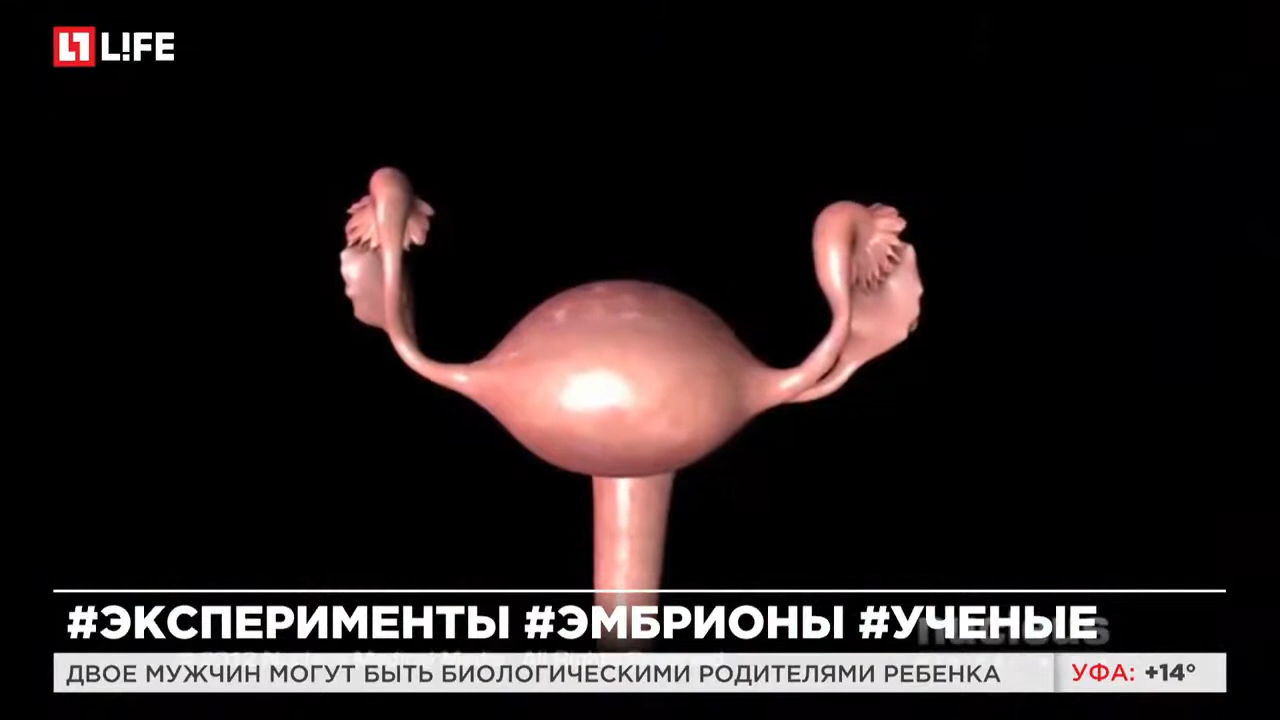 L!FE
#ЭКСПЕРИМЕНТЫ #ЭМБРИОНЫ #УЧЕНЫЕ
ДВОЕ МУЖЧИН МОГУТ БЫТЬ БИОЛОГИЧЕСКИМИ РОДИТЕЛЯМИ РЕБЕНКА УФА: +14°